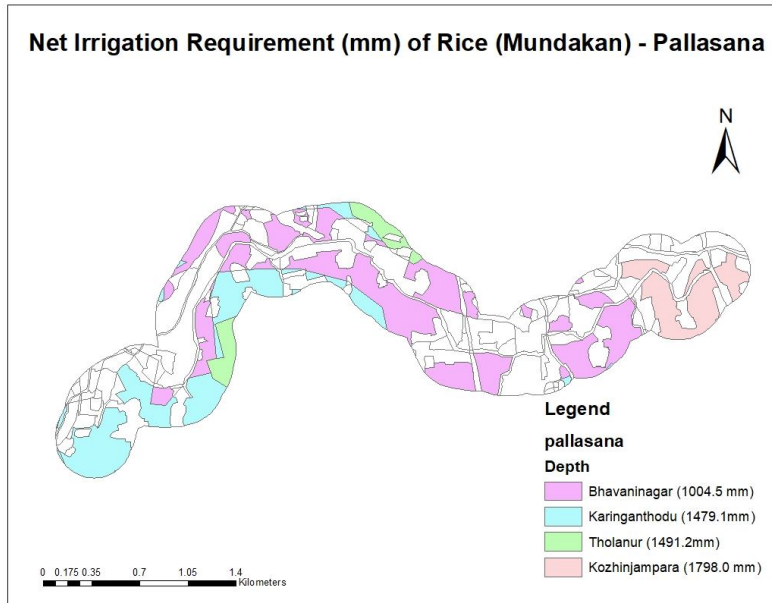 Net Irrigation Requirement (mm) of Rice (Mundakan) - Pallasana
N
Legend
pallasana
Depth
Bhavaninagar (1004.5 mm)
Karinganthodu (1479.1mm)
Tholanur (1491.2mm)
Kozhinjampara (1798.0 mm)
0 0.175 0.35 0.7 1.05 1.4
Kilometers